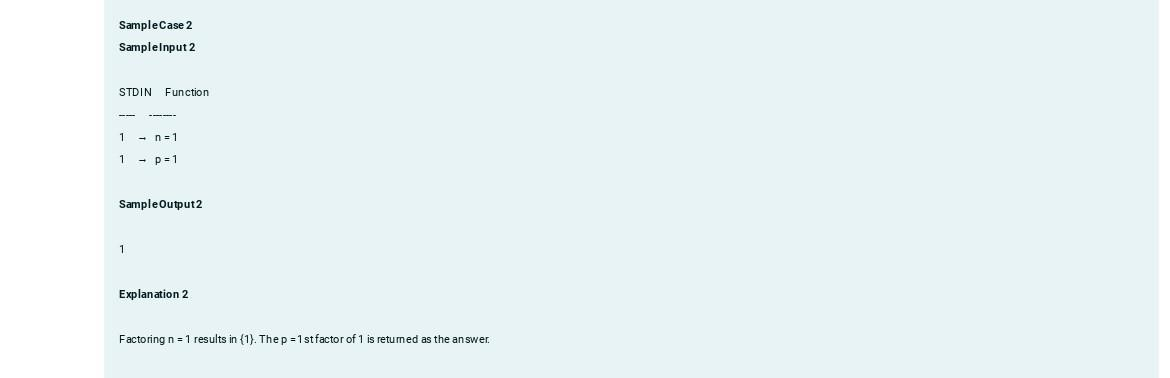 Sample Case 2
Sample Input 2
STDIN Function
----- --------
1 → n = 1
1 → p = 1
Sample Output 2
1
Explanation 2
Factoring n = 1 results in {1}. The p = 1st factor of 1 is returned as the answer.